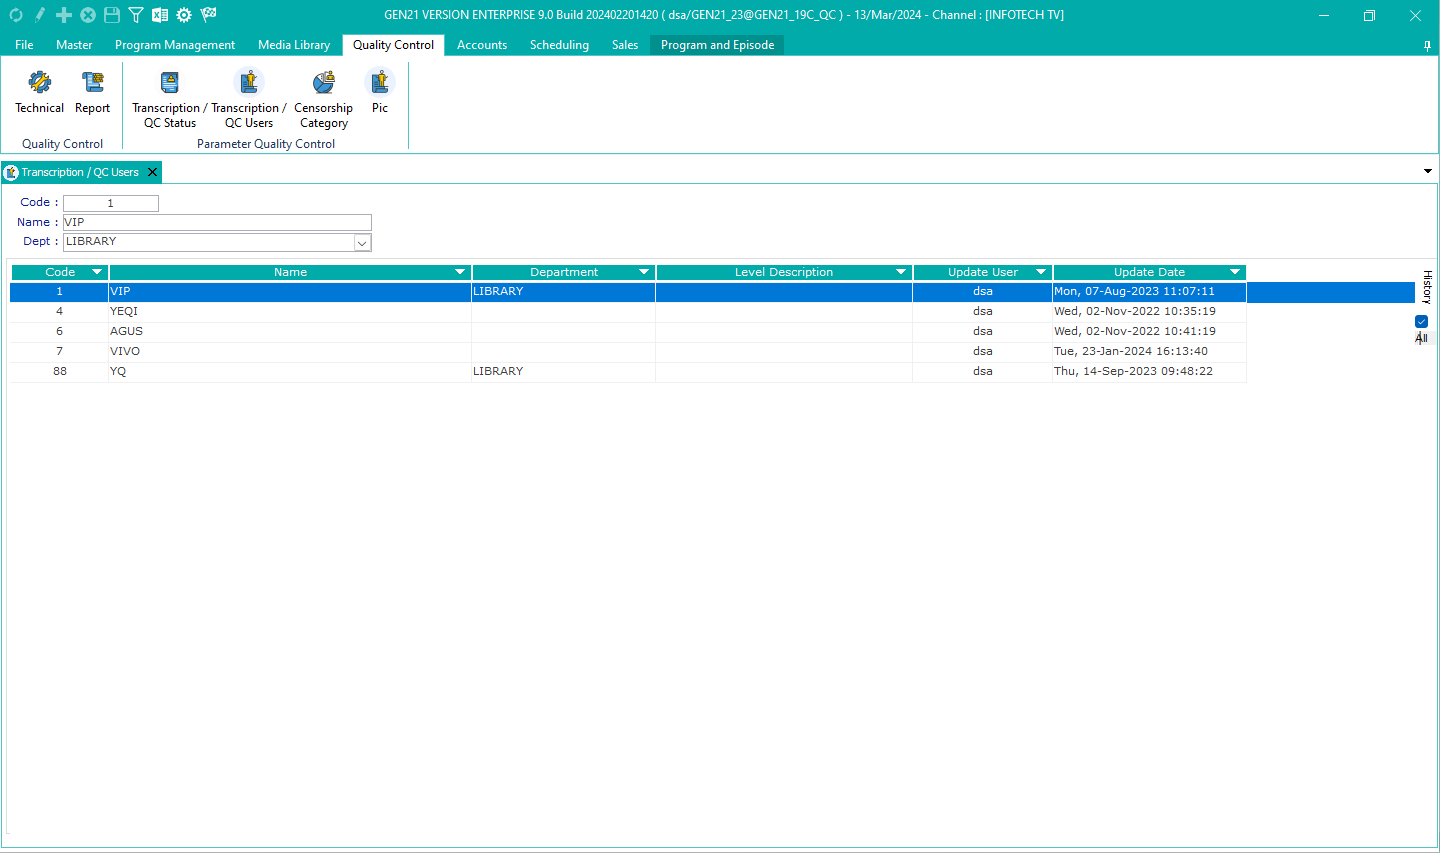 GEN21 VERSION ENTERPRISE 9.0 Build 202402201420 ( dsa/GEN21_23@GEN21_19C_QC ) - 13/Mar/2024 - Channel : [INFOTECH TV]
File Master Program Management Media Library Quality Control Accounts Scheduling Sales Program and Episode
Technical Report Transcription / QC Status Transcription / QC Users Censorship Category Pic
Quality Control Parameter Quality Control
Transcription / QC Users
Code : 1
Name : VIP
Dept : LIBRARY
Code Name Department Level Description Update User Update Date
1 VIP LIBRARY dsa Mon, 07-Aug-2023 11:07:11
4 YEQI dsa Wed, 02-Nov-2022 10:35:19
6 AGUS dsa Wed, 02-Nov-2022 10:41:19
7 VIVO dsa Tue, 23-Jan-2024 16:13:40
88 YQ LIBRARY dsa Thu, 14-Sep-2023 09:48:22
History
All